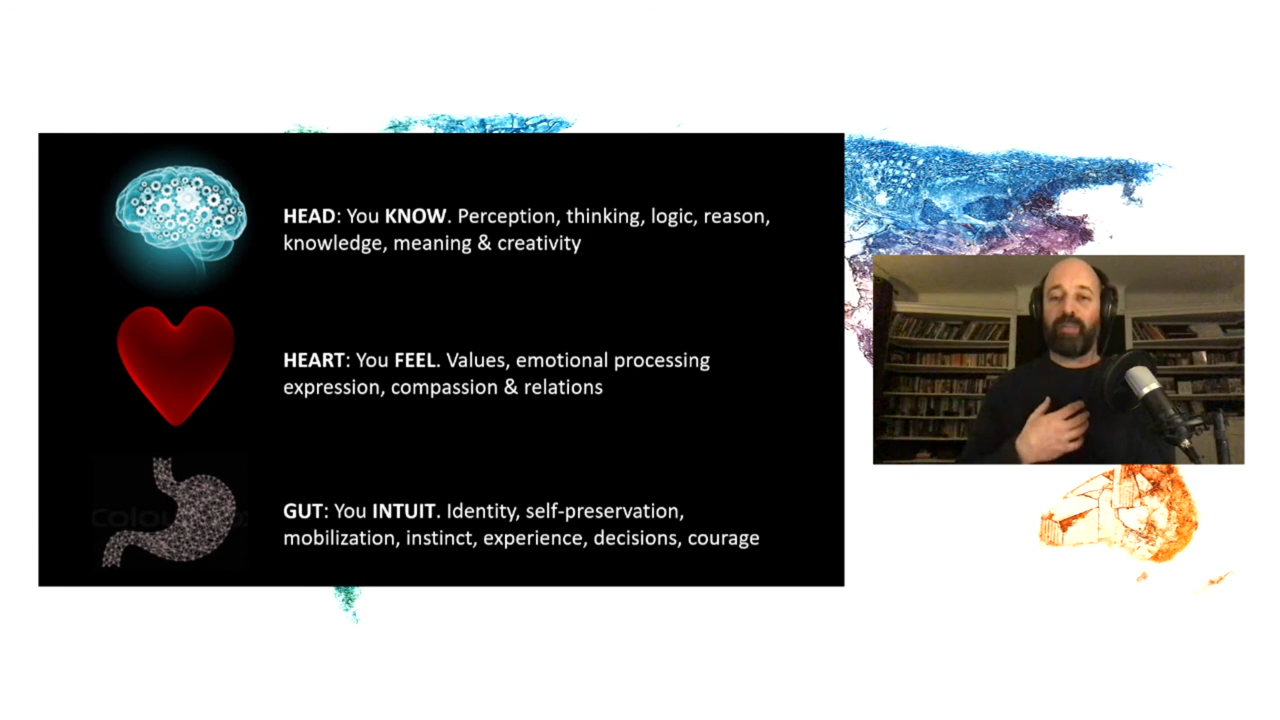 HEAD: You KNOW. Perception, thinking, logic, reason,
knowledge, meaning & creativity
HEART: You FEEL. Values, emotional processing
expression, compassion & relations
GUT: You INTUIT. Identity, self-preservation,
mobilization, instinct, experience, decisions, courage